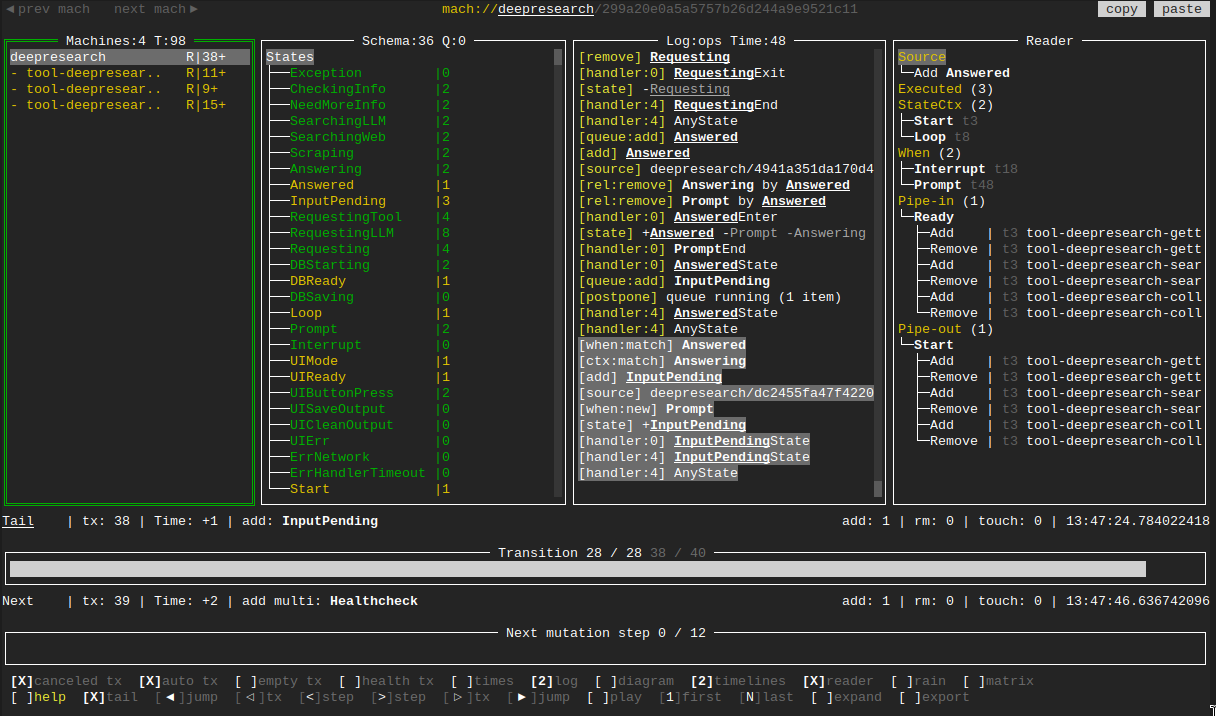 ◀prev mach   next mach▶   mach://deepresearch/299a20e0a5a5757b26d244a9e9521c11   copy   paste
Machines:4 T:98
deepresearch          R|38+
- tool-deepresear..   R|11+
- tool-deepresear..   R|9+
- tool-deepresear..   R|15+
Schema:36 Q:0
States
Exception         |0
CheckingInfo      |2
NeedMoreInfo      |2
SearchingLLM      |2
SearchingWeb      |2
Scraping          |2
Answering         |2
Answered          |1
InputPending      |3
RequestingTool    |4
RequestingLLM     |8
Requesting        |4
DBStarting        |2
DBReady           |1
DBSaving          |0
Loop              |1
Prompt            |2
Interrupt         |0
UIMode            |1
UIReady           |1
UIButtonPress     |2
UISaveOutput      |0
UICleanOutput     |0
UIErr             |0
ErrNetwork        |0
ErrHandlerTimeout |0
Start             |1
Log:ops Time:48
[remove] Requesting
[handler:0] RequestingExit
[state] -Requesting
[handler:4] RequestingEnd
[handler:4] AnyState
[queue:add] Answered
[add] Answered
[source] deepresearch/4941a351da170d4
[rel:remove] Answering by Answered
[rel:remove] Prompt by Answered
[handler:0] AnsweredEnter
[state] +Answered -Prompt -Answering
[handler:0] PromptEnd
[handler:0] AnsweredState
[queue:add] InputPending
[postpone] queue running (1 item)
[handler:4] AnsweredState
[handler:4] AnyState
[when:match] Answered
[ctx:match] Answering
[add] InputPending
[source] deepresearch/dc2455fa47f4220
[when:new] Prompt
[state] +InputPending
[handler:0] InputPendingState
[handler:4] InputPendingState
[handler:4] AnyState
Reader
Source
Add Answered
Executed (3)
StateCtx (2)
Start t3
Loop t8
When (2)
Interrupt t18
Prompt t48
Pipe-in (1)
Ready
Add    | t3 tool-deepresearch-gett
Remove | t3 tool-deepresearch-gett
Add    | t3 tool-deepresearch-sear
Remove | t3 tool-deepresearch-sear
Add    | t3 tool-deepresearch-coll
Remove | t3 tool-deepresearch-coll
Pipe-out (1)
Start
Add    | t3 tool-deepresearch-gett
Remove | t3 tool-deepresearch-gett
Add    | t3 tool-deepresearch-sear
Remove | t3 tool-deepresearch-sear
Add    | t3 tool-deepresearch-coll
Remove | t3 tool-deepresearch-coll
Tail    | tx: 38 | Time: +1 | add: InputPending   add: 1 | rm: 0 | touch: 0 | 13:47:24.784022418
Transition 28 / 28 38 / 40
Next    | tx: 39 | Time: +2 | add multi: Healthcheck   add: 1 | rm: 0 | touch: 0 | 13:47:46.636742096
Next mutation step 0 / 12
[X]canceled tx  [X]auto tx  [ ]empty tx  [ ]health tx  [ ]times  [2]log  [ ]diagram  [2]timelines  [X]reader  [ ]rain  [ ]matrix
[ ]help  [X]tail  [◀]jump  [◁]tx  [<]step  [>]step  [▷]tx  [▶]jump  [ ]play  [1]first  [N]last  [ ]expand  [ ]export